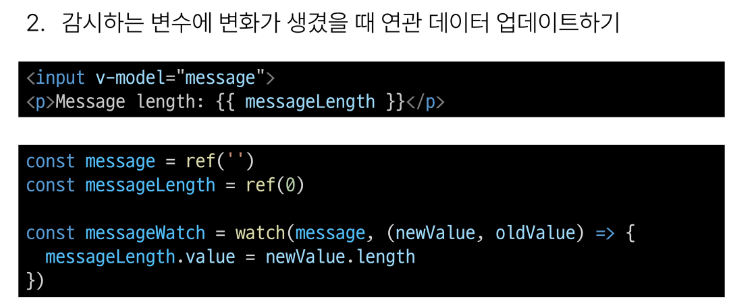 2. 감시하는 변수에 변화가 생겼을 때 연관 데이터 업데이트하기
<input v-model="message">
<p>Message length: {{ messageLength }}</p>
const message = ref('')
const messageLength = ref(0)
const messageWatch = watch(message, (newValue, oldValue) => {
  messageLength.value = newValue.length
})